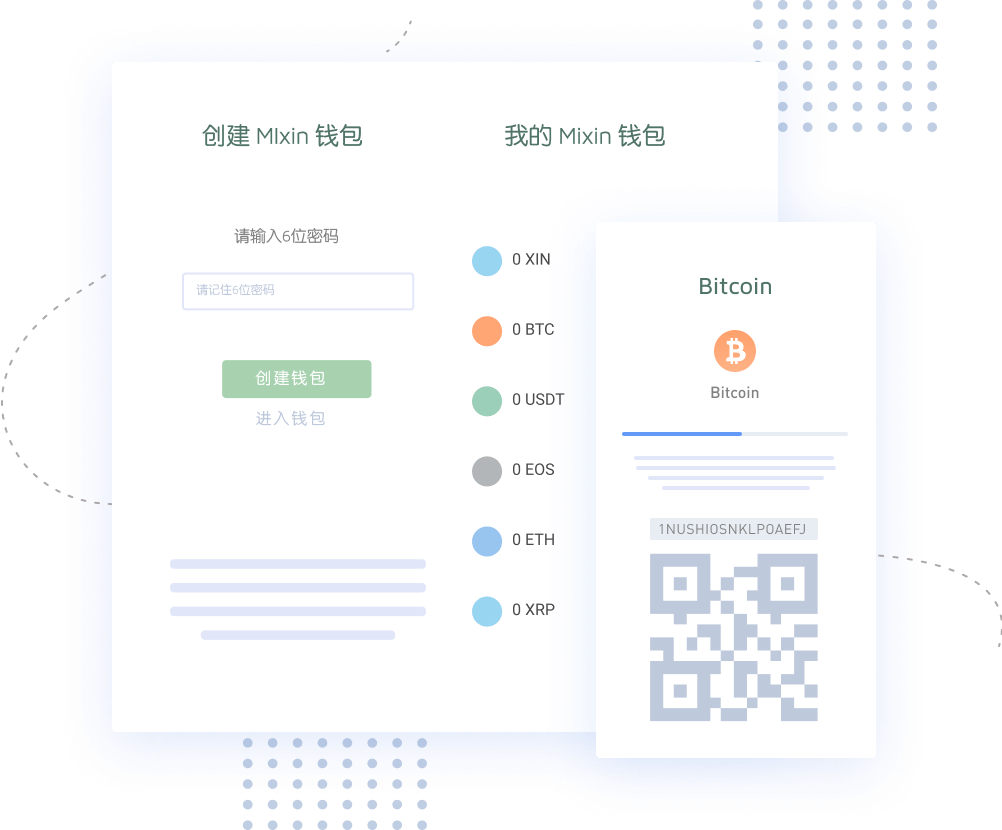 创建 MIxin 钱包
请输入6位密码
请记住6位密码
创建钱包
进入钱包
我的 Mixin 钱包
0 XIN
0 BTC
0 USDT
0 EOS
0 ETH
0 XRP
Bitcoin
Bitcoin
1NUSHIOSNKLPOAEFJ